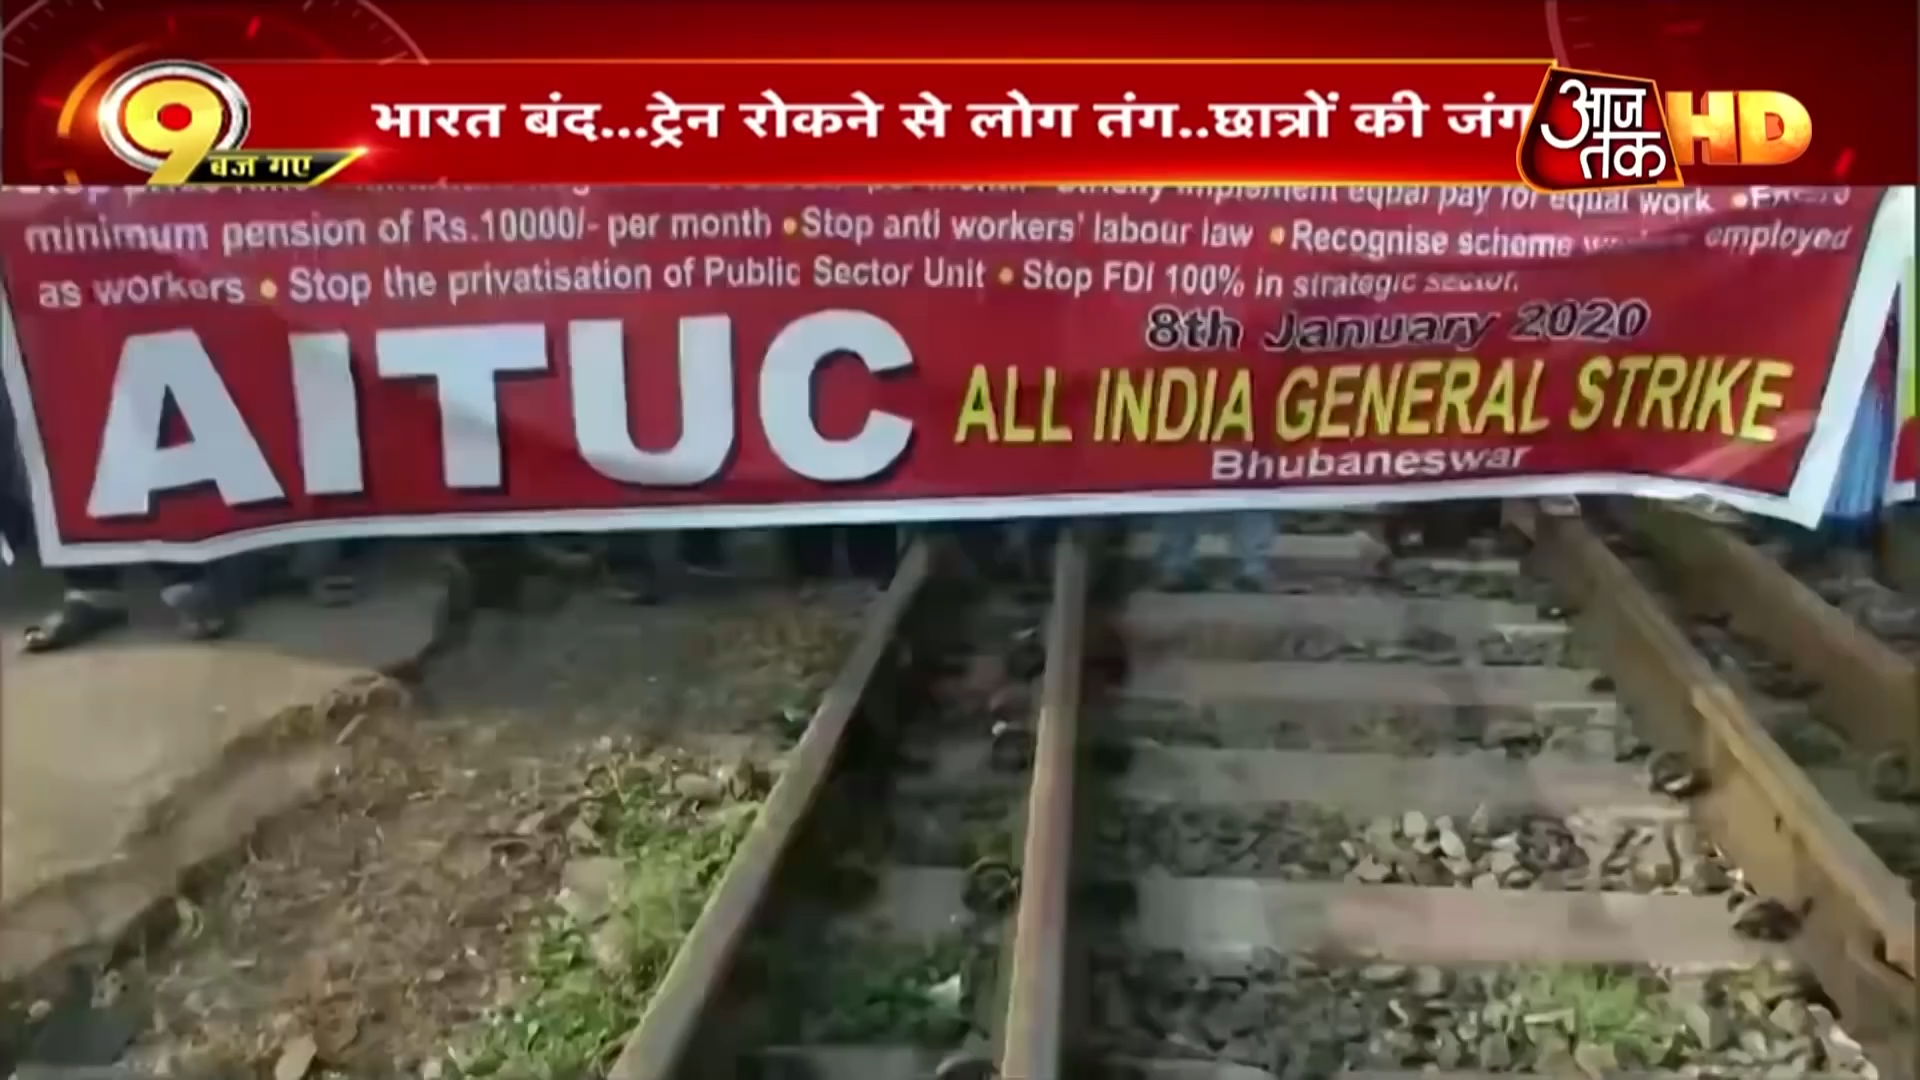 भारत बंद...ट्रेन रोकने से लोग तंग..छात्रों की जंग
आज तक HD
9 बज गए
implement equal pay for equal work
minimum pension of Rs.10000/- per month •Stop anti workers' labour law •Recognise scheme employed
as workers • Stop the privatisation of Public Sector Unit • Stop FDI 100% in strategic sector.
8th January 2020
AITUC ALL INDIA GENERAL STRIKE
Bhubaneswar